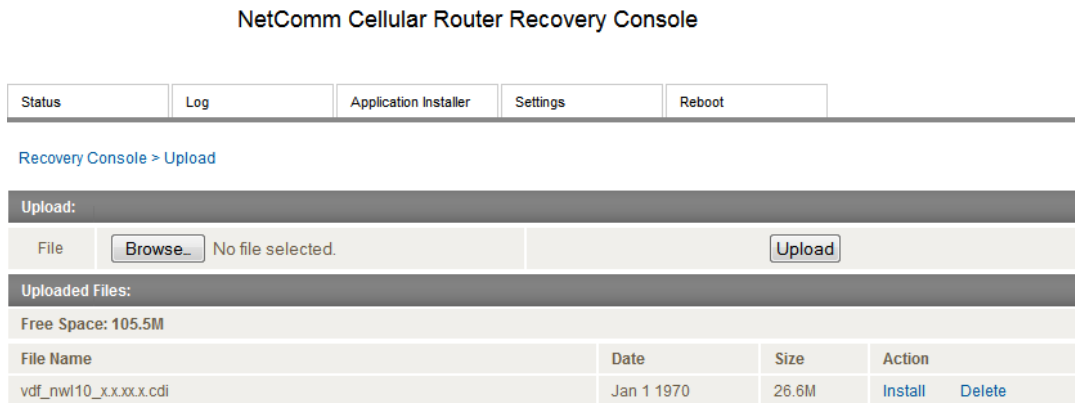 NetComm Cellular Router Recovery Console
Status Log Application Installer Settings Reboot
Recovery Console > Upload
Upload:
File Browse... No file selected. Upload
Uploaded Files:
Free Space: 105.5M
File Name Date Size Action
vdf_nwl10_x.x.xx.x.cdi Jan 1 1970 26.6M Install Delete